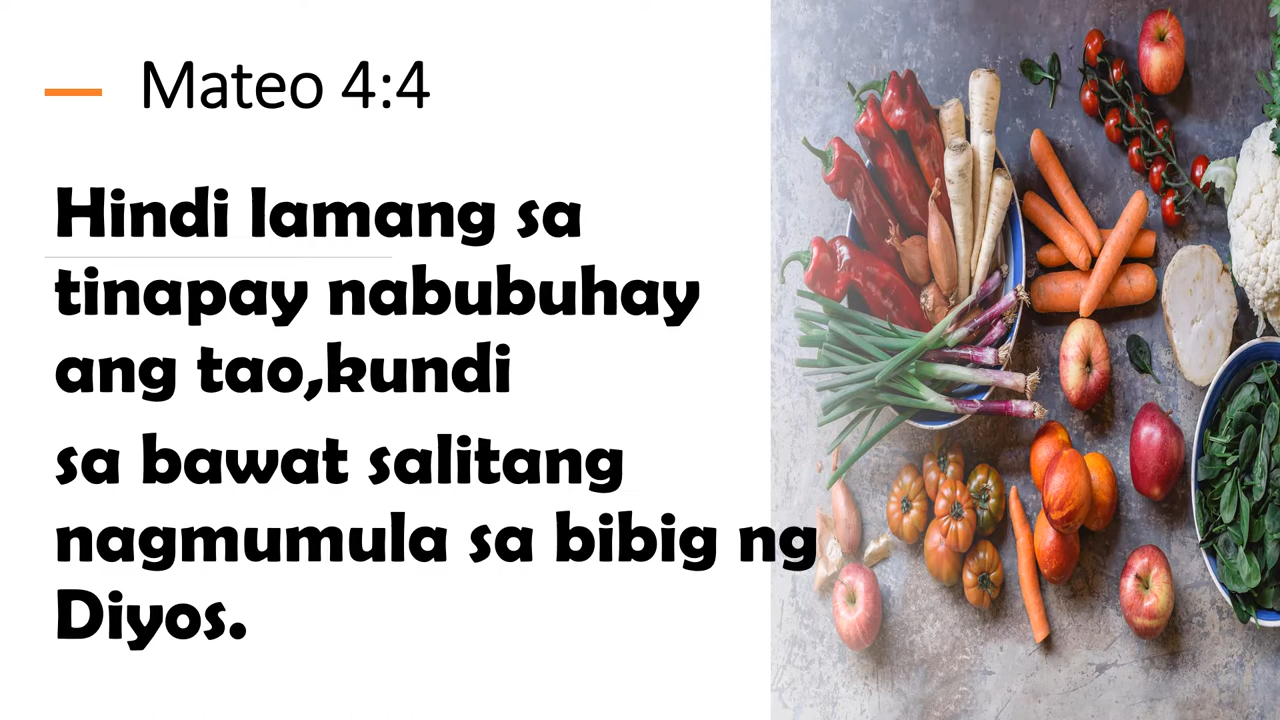 Mateo 4:4
Hindi lamang sa
tinapay nabubuhay
ang tao,kundi
sa bawat salitang
nagmumula sa bibig ng
Diyos.